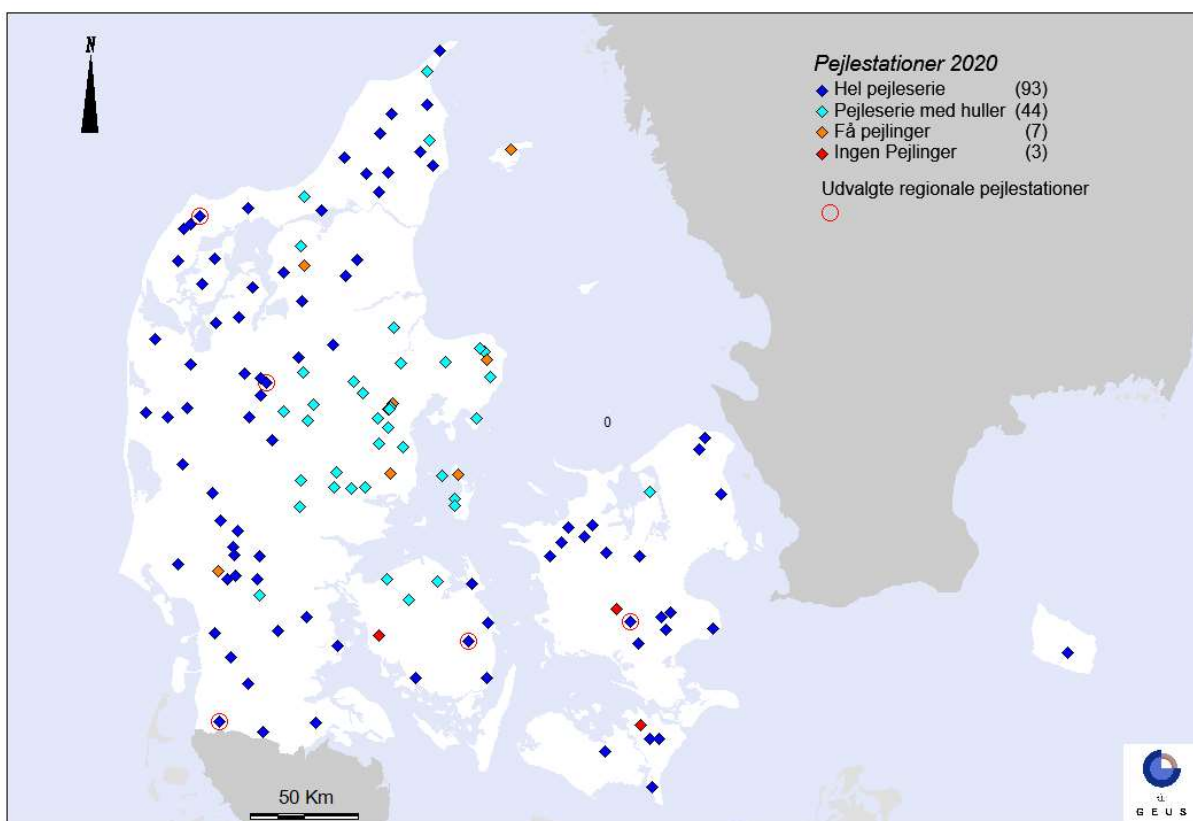 N
Pejlestationer 2020
Hel pejleserie (93)
Pejleserie med huller (44)
Få pejlinger (7)
Ingen Pejlinger (3)
Udvalgte regionale pejlestationer
0
50 Km
G E U S